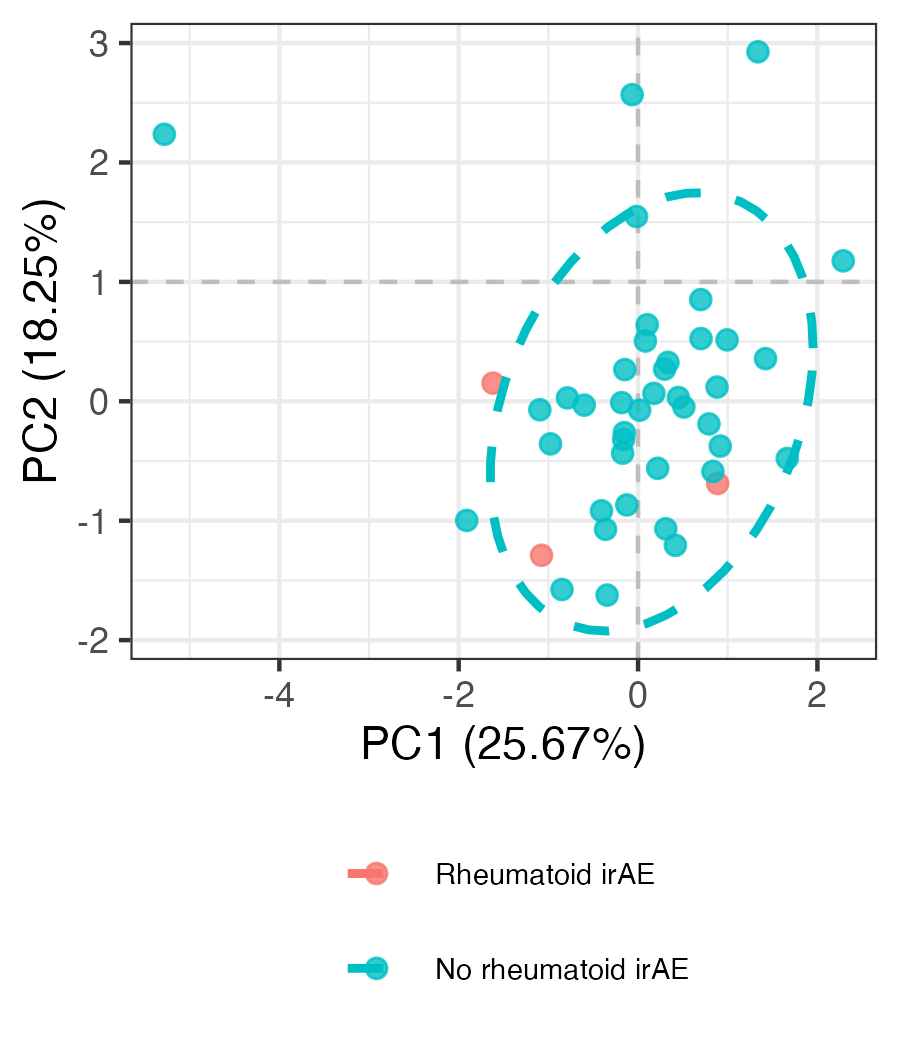 3
2
1
0
-1
-2
PC2 (18.25%)
-4 -2 0 2
PC1 (25.67%)
Rheumatoid irAE
No rheumatoid irAE